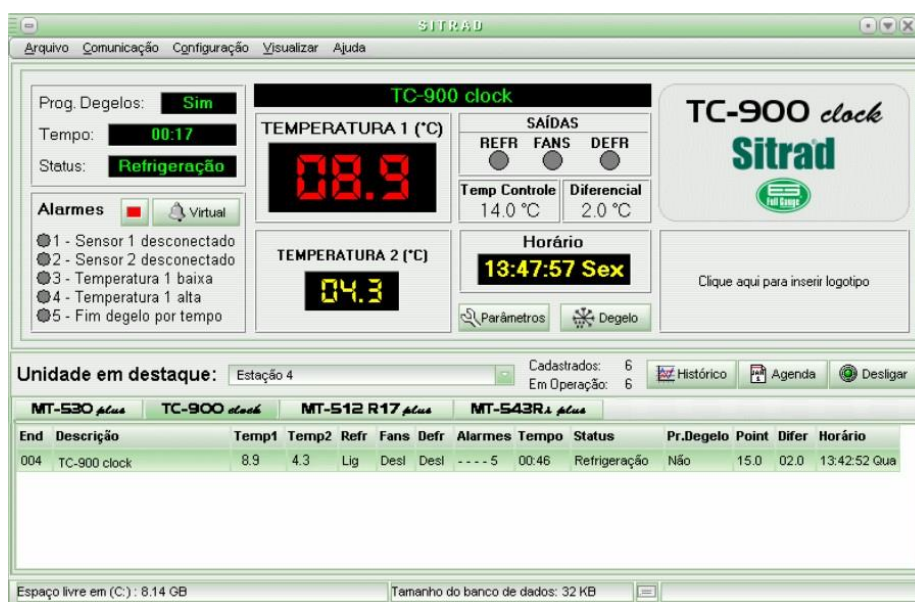 SITRAD
Arquivo Comunicação Configuração Visualizar Ajuda
Prog. Degelos: Sim
Tempo: 00:17
Status: Refrigeração
Alarmes Virtual
1 - Sensor 1 desconectado
2 - Sensor 2 desconectado
3 - Temperatura 1 baixa
4 - Temperatura 1 alta
5 - Fim degelo por tempo
TC-900 clock
TEMPERATURA 1 (°C)
08.9
TEMPERATURA 2 (°C)
04.3
SAÍDAS
REFR FANS DEFR
Temp Controle Diferencial
14.0 °C 2.0 °C
Horário
13:47:57 Sex
Parâmetros Degelo
TC-900 clock
Sitrad
Full Gauge
Clique aqui para inserir logotipo
Unidade em destaque: Estação 4
Cadastrados: 6
Em Operação: 6
Histórico Agenda Desligar
MT-530 plus TC-900 clock MT-512 R17 plus MT-543Ri plus
End Descrição Temp1 Temp2 Refr Fans Defr Alarmes Tempo Status Pr.Degelo Point Difer Horário
004 TC-900 clock 8.9 4.3 Lig Desl Desl - - - - 5 00:46 Refrigeração Não 15.0 02.0 13:42:52 Qua
Espaço livre em (C:) : 8.14 GB Tamanho do banco de dados: 32 KB